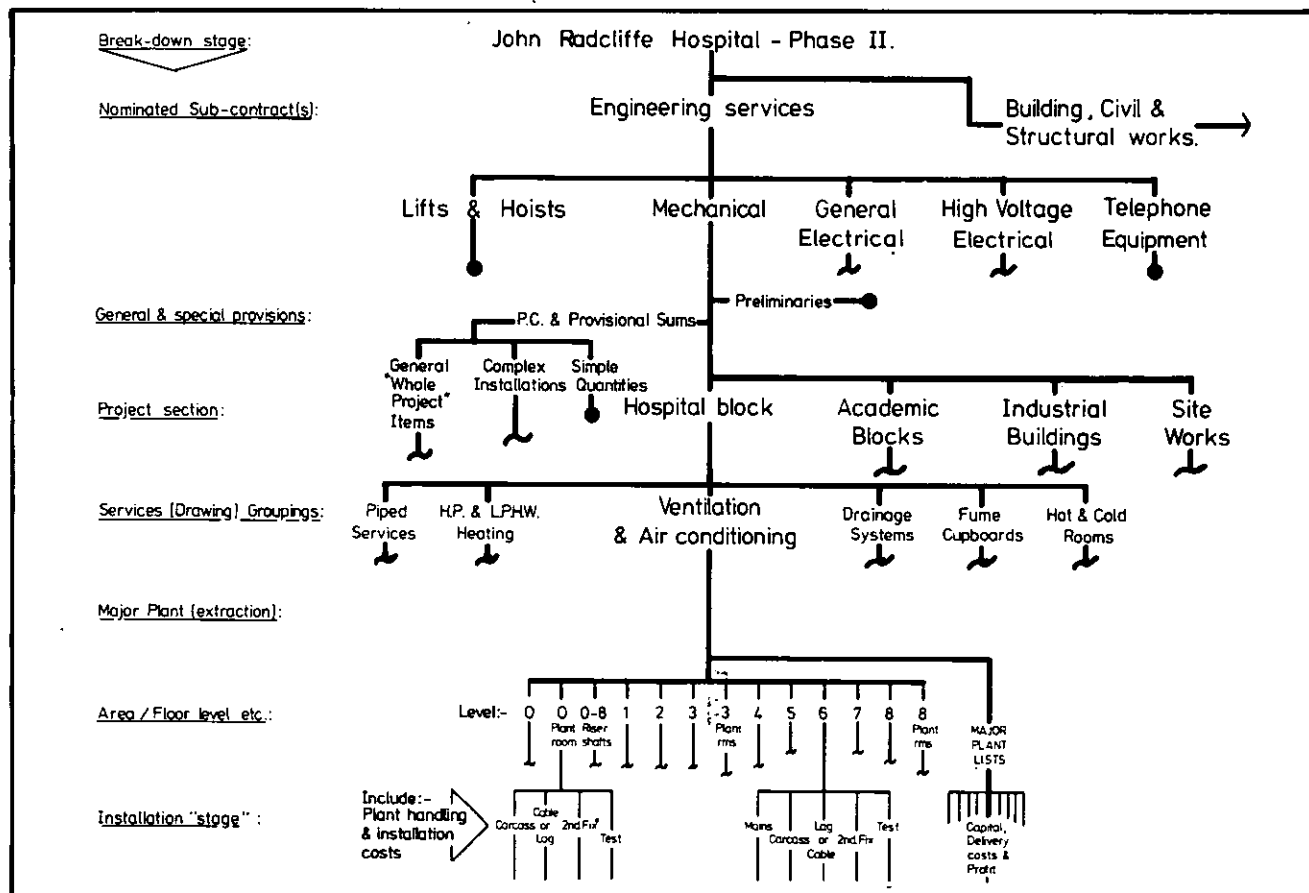 Break-down stage:
John Radcliffe Hospital - Phase II.
Nominated Sub-contract(s):
Engineering services
Building, Civil &
Structural works.
Lifts & Hoists
Mechanical
General
Electrical
High Voltage
Electrical
Telephone
Equipment
General & special provisions:
Preliminaries
P.C. & Provisional Sums
General
"Whole
Project"
Items
Complex
Installations
Simple
Quantities
Project section:
Hospital block
Academic
Blocks
Industrial
Buildings
Site
Works
Services (Drawing) Groupings:
Piped
Services
H.P. & L.P.H.W.
Heating
Ventilation
& Air conditioning
Drainage
Systems
Fume
Cupboards
Hot & Cold
Rooms
Major Plant (extraction):
Area / Floor level etc.:
Level:- 0 0 0-8 1 2 3 -3 4 5 6 7 8 8
Plant
room
Riser
shafts
Plant
rms
Plant
rms
MAJOR
PLANT
LISTS
Installation "stage" :
Include:-
Plant handling
& installation
costs
Carcass
Cable
or
Lag
2nd Fix
Test
Mains
Carcass
Lag
or
Cable
2nd Fix
Test
Capital,
Delivery
costs &
Profit